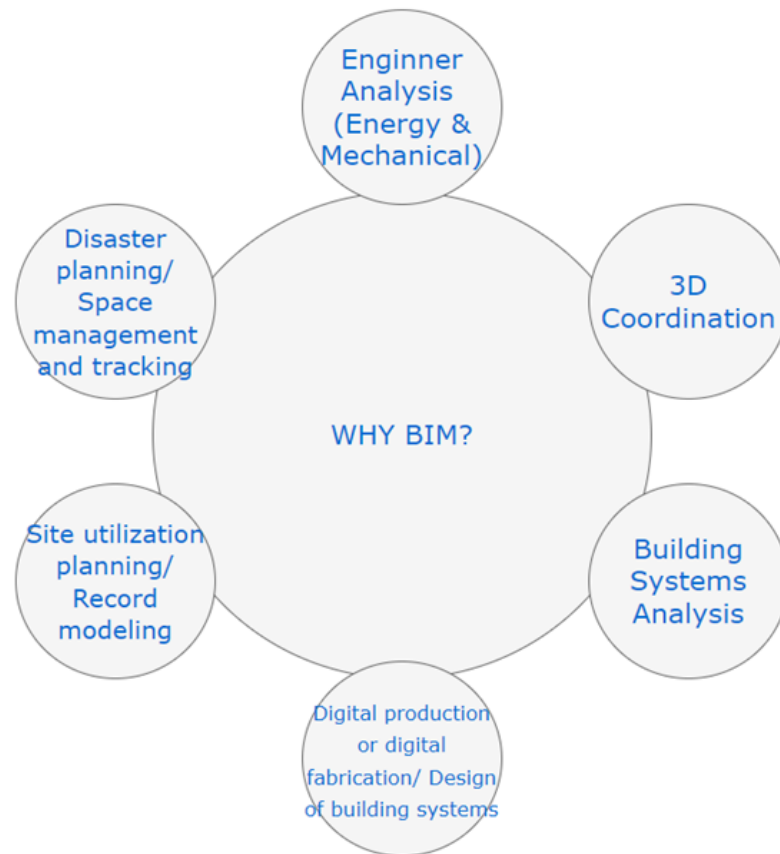 Enginner
Analysis
(Energy &
Mechanical)
Disaster
planning/
Space
management
and tracking
3D
Coordination
WHY BIM?
Site utilization
planning/
Record
modeling
Building
Systems
Analysis
Digital production
or digital
fabrication/ Design
of building systems